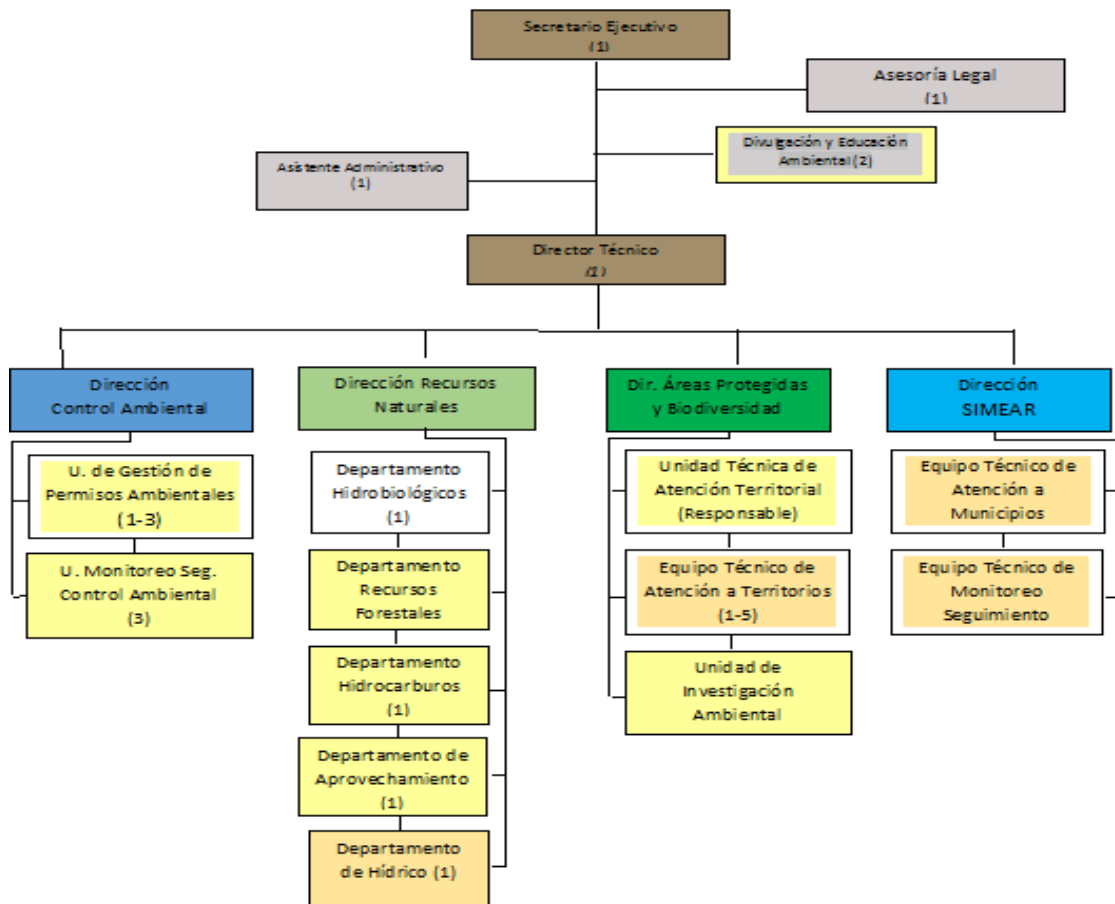 Secretario Ejecutivo
(1)
Asesoría Legal
(1)
Divulgación y Educación
Ambiental (2)
Asistente Administrativo
(1)
Director Técnico
(1)
Dirección
Control Ambiental
Dirección Recursos
Naturales
Dir. Áreas Protegidas
y Biodiversidad
Dirección
SIMEAR
U. de Gestión de
Permisos Ambientales
(1-3)
U. Monitoreo Seg.
Control Ambiental
(3)
Departamento
Hidrobiológicos
(1)
Departamento
Recursos
Forestales
Departamento
Hidrocarburos
(1)
Departamento de
Aprovechamiento
(1)
Departamento
de Hídrico (1)
Unidad Técnica de
Atención Territorial
(Responsable)
Equipo Técnico de
Atención a Territorios
(1-5)
Unidad de
Investigación
Ambiental
Equipo Técnico de
Atención a
Municipios
Equipo Técnico de
Monitoreo
Seguimiento